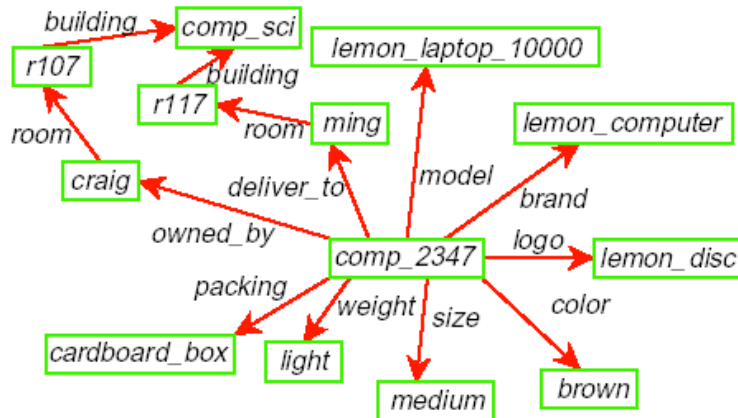 building
comp_sci
lemon_laptop_10000
r107
building
r117
room
ming
lemon_computer
room
craig
deliver_to
model
brand
owned_by
logo
comp_2347
lemon_disc
packing
weight
size
color
cardboard_box
light
medium
brown